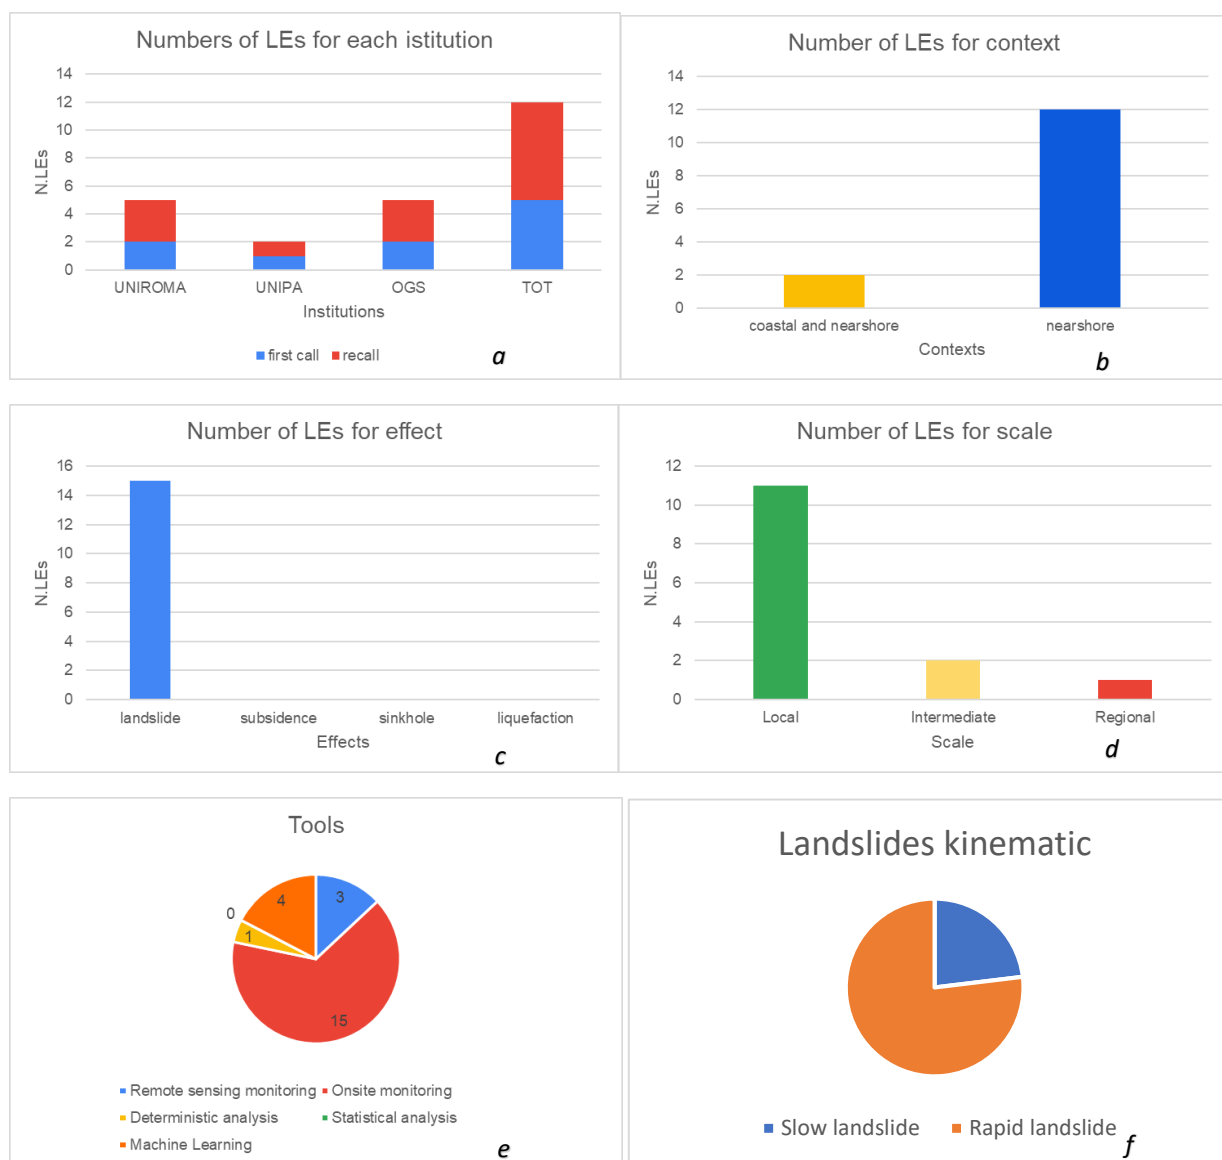 Numbers of LEs for each istitution
14
12
10
8
6
4
2
0
N.LEs
UNIROMA UNIPA OGS TOT
Institutions
first call recall
a
Number of LEs for context
14
12
10
8
6
4
2
0
N.LEs
coastal and nearshore nearshore
Contexts
b
Number of LEs for effect
16
14
12
10
8
6
4
2
0
N.LEs
landslide subsidence sinkhole liquefaction
Effects
c
Number of LEs for scale
12
10
8
6
4
2
0
N.LEs
Local Intermediate Regional
Scale
d
Tools
4 3
0
1
15
Remote sensing monitoring Onsite monitoring
Deterministic analysis Statistical analysis
Machine Learning
e
Landslides kinematic
Slow landslide Rapid landslide
f